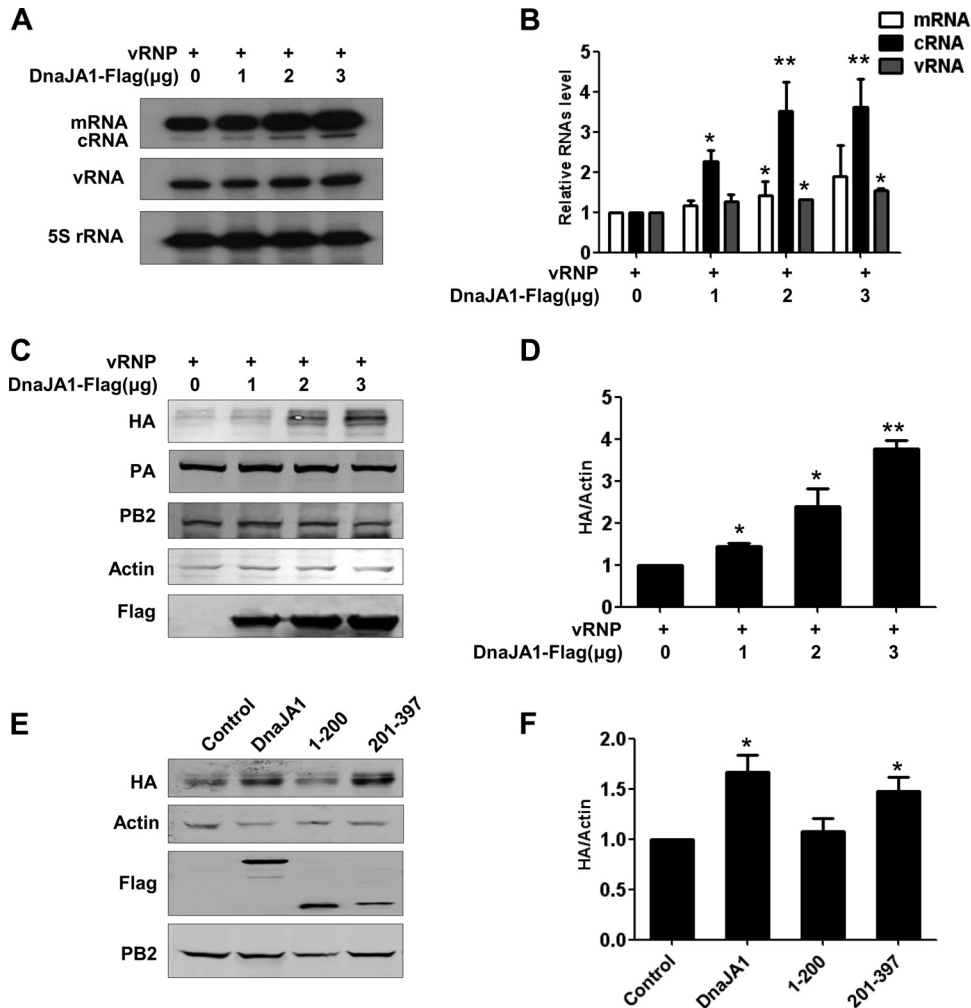 A
vRNP + + + +
DnaJA1-Flag(µg) 0 1 2 3
mRNA
cRNA
vRNA
5S rRNA
B
mRNA
cRNA
vRNA
Relative RNAs level
5
4
3
2
1
0
* ** ** * * *
vRNP + + + +
DnaJA1-Flag(µg) 0 1 2 3
C
vRNP + + + +
DnaJA1-Flag(µg) 0 1 2 3
HA
PA
PB2
Actin
Flag
D
HA/Actin
5
4
3
2
1
0
* * **
vRNP + + + +
DnaJA1-Flag(µg) 0 1 2 3
E
Control DnaJA1 1-200 201-397
HA
Actin
Flag
PB2
F
HA/Actin
2.0
1.5
1.0
0.5
0.0
* *
Control DnaJA1 1-200 201-397